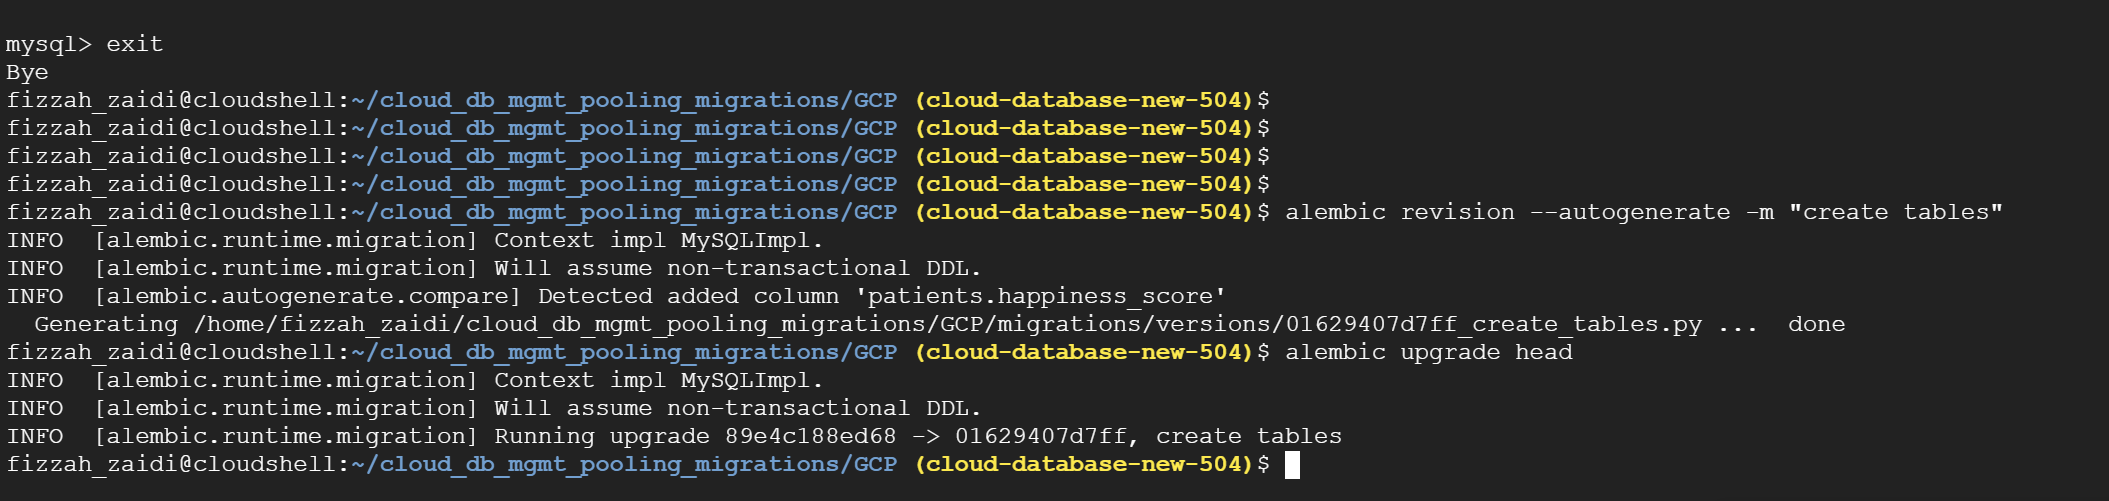 mysql> exit
Bye
fizzah_zaidi@cloudshell:~/cloud_db_mgmt_pooling_migrations/GCP (cloud-database-new-504)$
fizzah_zaidi@cloudshell:~/cloud_db_mgmt_pooling_migrations/GCP (cloud-database-new-504)$
fizzah_zaidi@cloudshell:~/cloud_db_mgmt_pooling_migrations/GCP (cloud-database-new-504)$
fizzah_zaidi@cloudshell:~/cloud_db_mgmt_pooling_migrations/GCP (cloud-database-new-504)$
fizzah_zaidi@cloudshell:~/cloud_db_mgmt_pooling_migrations/GCP (cloud-database-new-504)$ alembic revision --autogenerate -m "create tables"
INFO  [alembic.runtime.migration] Context impl MySQLImpl.
INFO  [alembic.runtime.migration] Will assume non-transactional DDL.
INFO  [alembic.autogenerate.compare] Detected added column 'patients.happiness_score'
  Generating /home/fizzah_zaidi/cloud_db_mgmt_pooling_migrations/GCP/migrations/versions/01629407d7ff_create_tables.py ...  done
fizzah_zaidi@cloudshell:~/cloud_db_mgmt_pooling_migrations/GCP (cloud-database-new-504)$ alembic upgrade head
INFO  [alembic.runtime.migration] Context impl MySQLImpl.
INFO  [alembic.runtime.migration] Will assume non-transactional DDL.
INFO  [alembic.runtime.migration] Running upgrade 89e4c188ed68 -> 01629407d7ff, create tables
fizzah_zaidi@cloudshell:~/cloud_db_mgmt_pooling_migrations/GCP (cloud-database-new-504)$